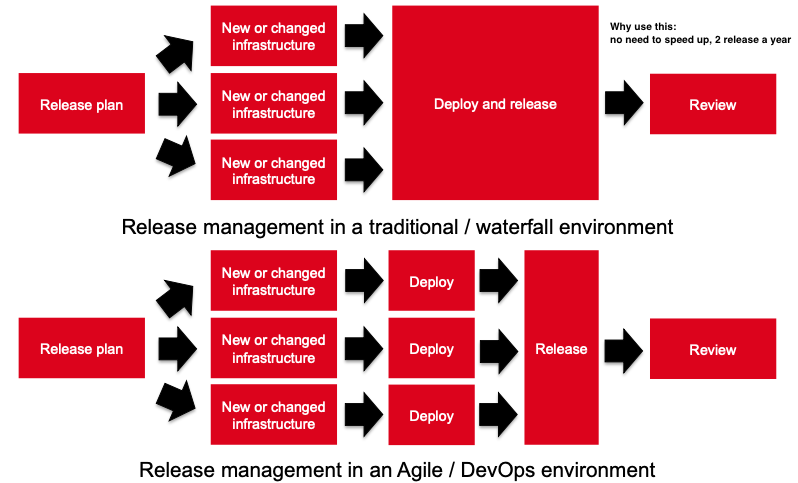 Why use this:
no need to speed up, 2 release a year
Release plan
New or changed
infrastructure
New or changed
infrastructure
New or changed
infrastructure
Deploy and release
Review
Release management in a traditional / waterfall environment
Release plan
New or changed
infrastructure
New or changed
infrastructure
New or changed
infrastructure
Deploy
Deploy
Deploy
Release
Review
Release management in an Agile / DevOps environment